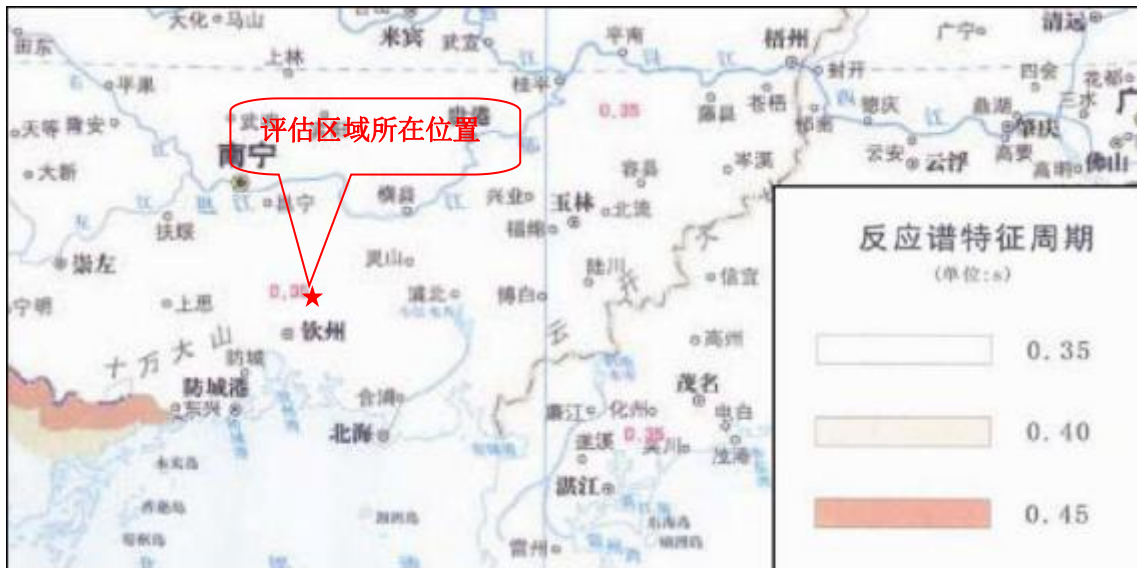 天化
马山
来宾
武宣
平南
梧州
广宁
清远
田东
上林
桂平
封开
四会
花都
平果
苍梧
藤县
德庆
鼎湖
三水
0.35
天等
隆安
评估区域所在位置
肇庆
云安
云浮
高要
高明
佛山
南宁
大新
容县
岑溪
邕宁
横县
兴业
玉林
北流
扶绥
福绵
崇左
灵山
陆川
信宜
宁明
上思
0.35
浦北
博白
钦州
高州
十万大山
防城
防城港
东兴
合浦
北海
茂名
廉江
化州
电白
0.35
遂溪
吴川
湛江
雷州
反应谱特征周期
(单位:s)
0.35
0.40
0.45